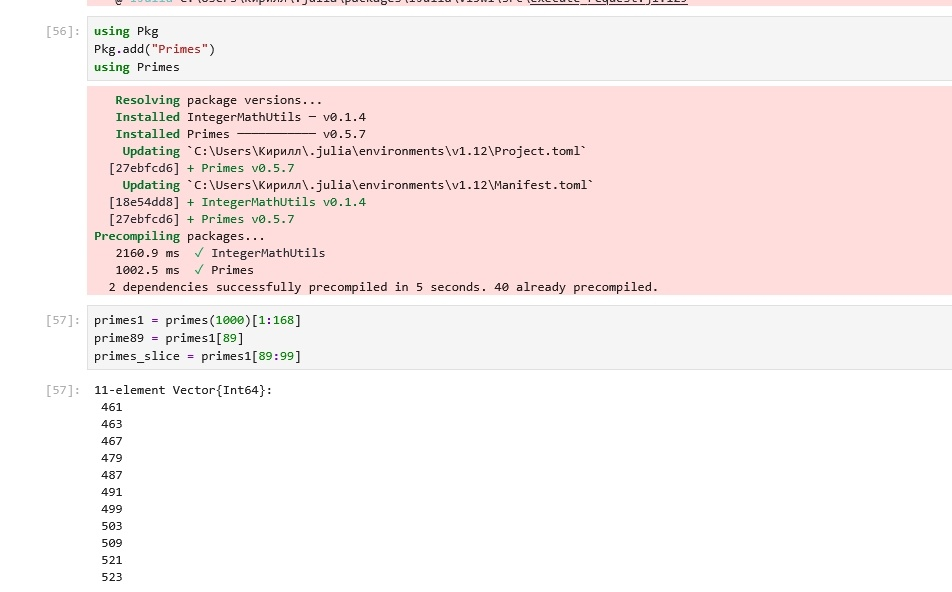 [56]: using Pkg
Pkg.add("Primes")
using Primes
Resolving package versions...
Installed IntegerMathUtils ─ v0.1.4
Installed Primes ─────────── v0.5.7
Updating `C:\Users\Кирилл\.julia\environments\v1.12\Project.toml`
[27ebfcd6] + Primes v0.5.7
Updating `C:\Users\Кирилл\.julia\environments\v1.12\Manifest.toml`
[18e54dd8] + IntegerMathUtils v0.1.4
[27ebfcd6] + Primes v0.5.7
Precompiling packages...
2160.9 ms ✓ IntegerMathUtils
1002.5 ms ✓ Primes
2 dependencies successfully precompiled in 5 seconds. 40 already precompiled.
[57]: primes1 = primes(1000)[1:168]
prime89 = primes1[89]
primes_slice = primes1[89:99]
[57]: 11-element Vector{Int64}:
461
463
467
479
487
491
499
503
509
521
523